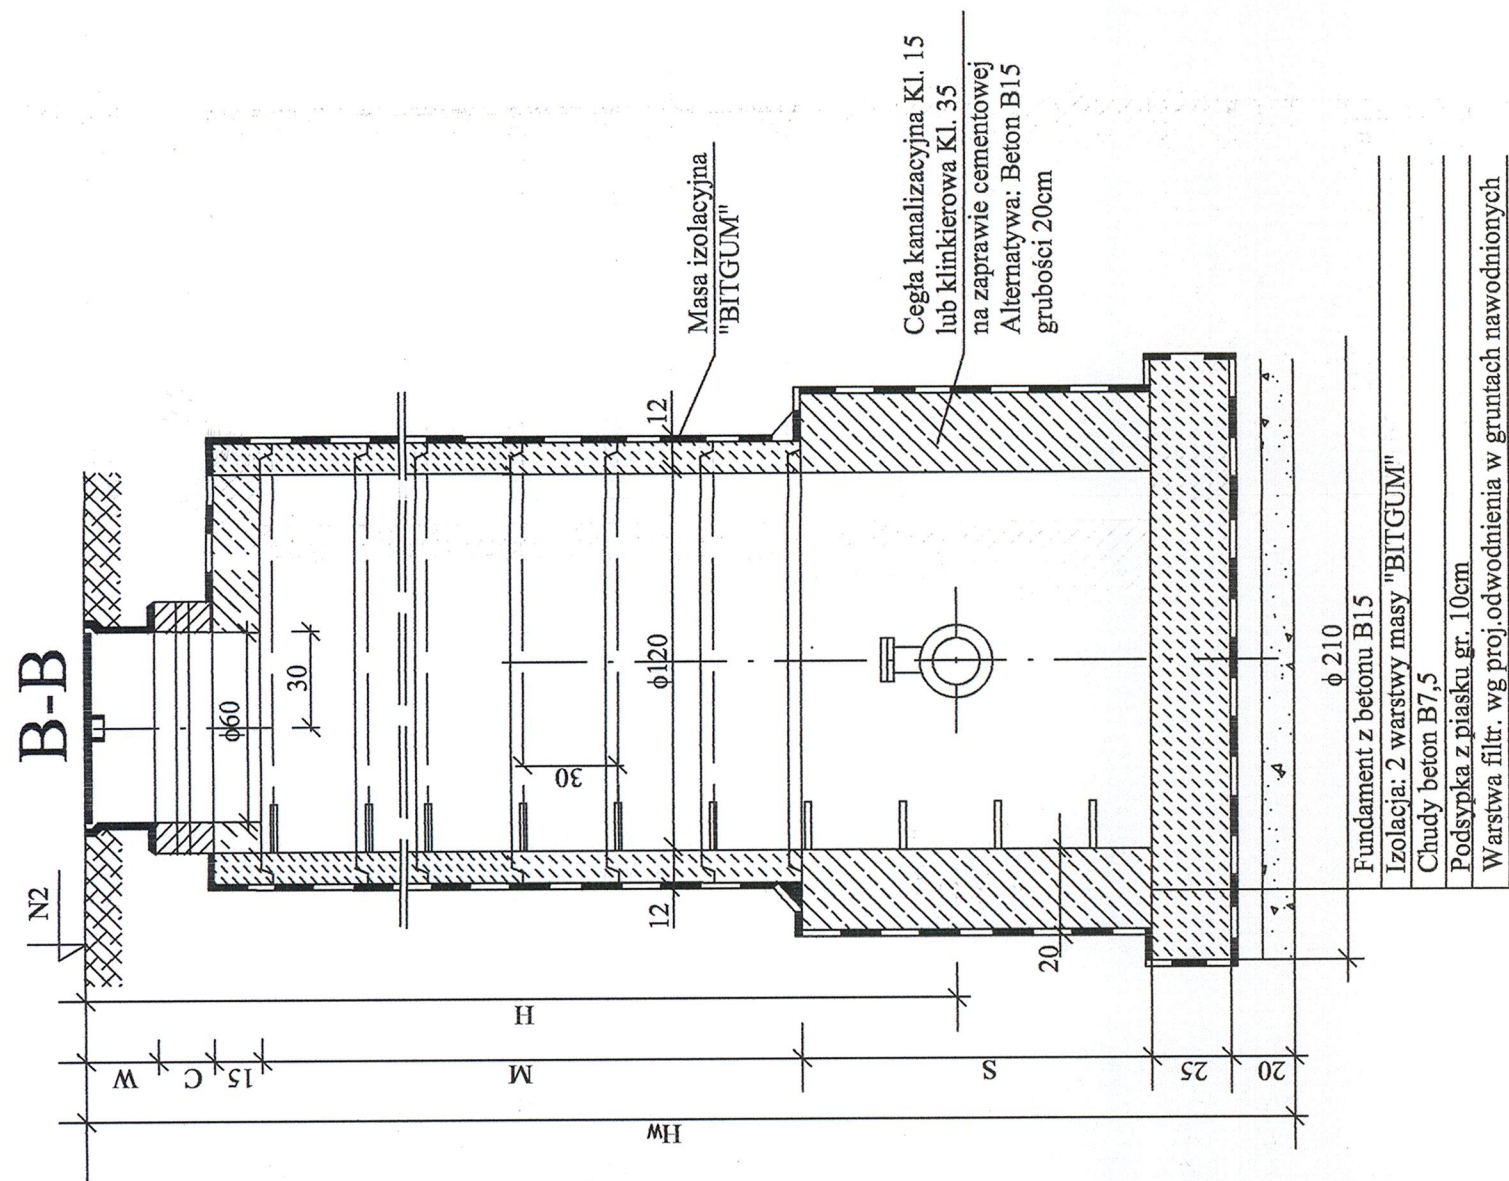 B-B
N2
φ60
30
30
φ120
12
12
20
Masa izolacyjna
"BITGUM"
Cegła kanalizacyjna Kl. 15
lub klinkierowa Kl. 35
na zaprawie cementowej
Alternatywa: Beton B15
grubości 20cm
H
W
C
15
M
S
25
20
Hw
φ 210
Fundament z betonu B15
Izolacja: 2 warstwy masy "BITGUM"
Chudy beton B7,5
Podsypka z piasku gr. 10cm
Warstwa filtr. wg proj.odwodnienia w gruntach nawodnionych